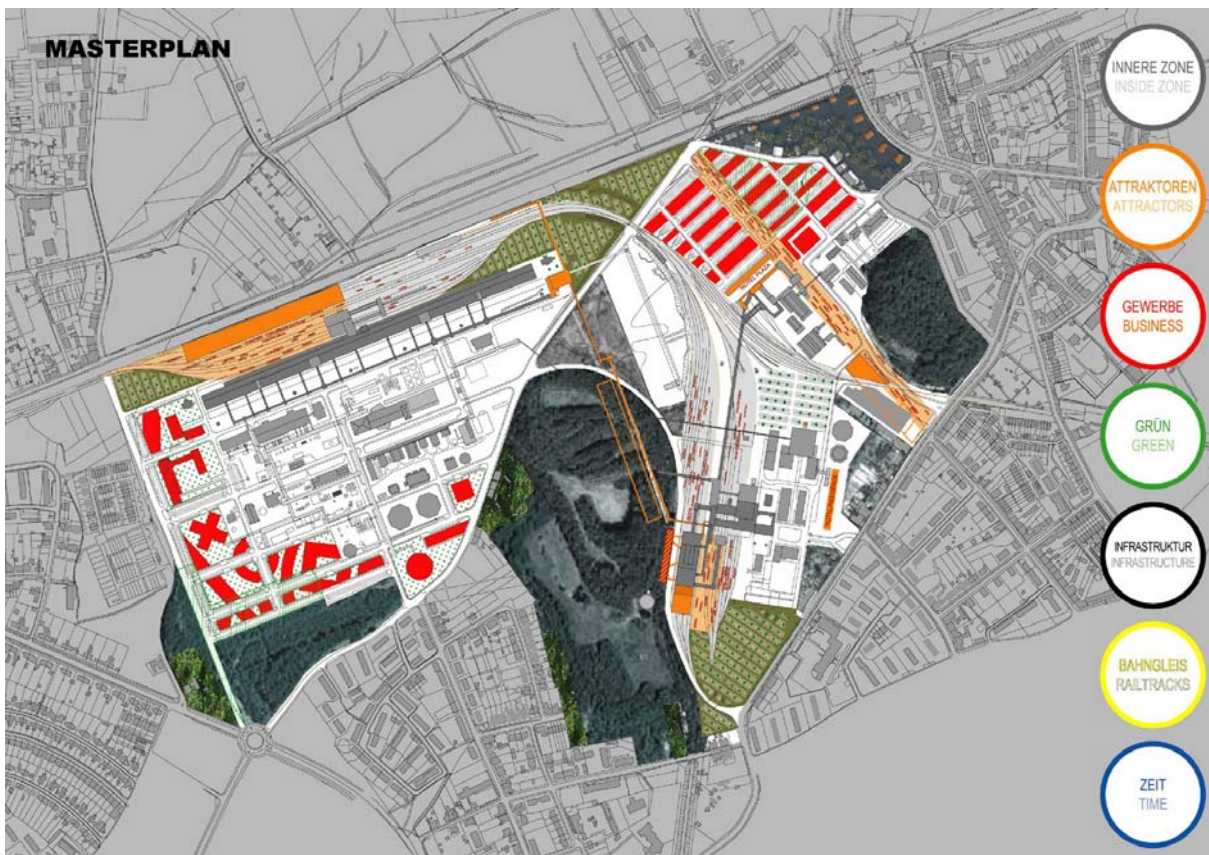 MASTERPLAN
INNERE ZONE
INSIDE ZONE
ATTRAKTOREN
ATTRACTORS
GEWERBE
BUSINESS
GRÜN
GREEN
INFRASTRUKTUR
INFRASTRUCTURE
BAHNGLEIS
RAILTRACKS
ZEIT
TIME